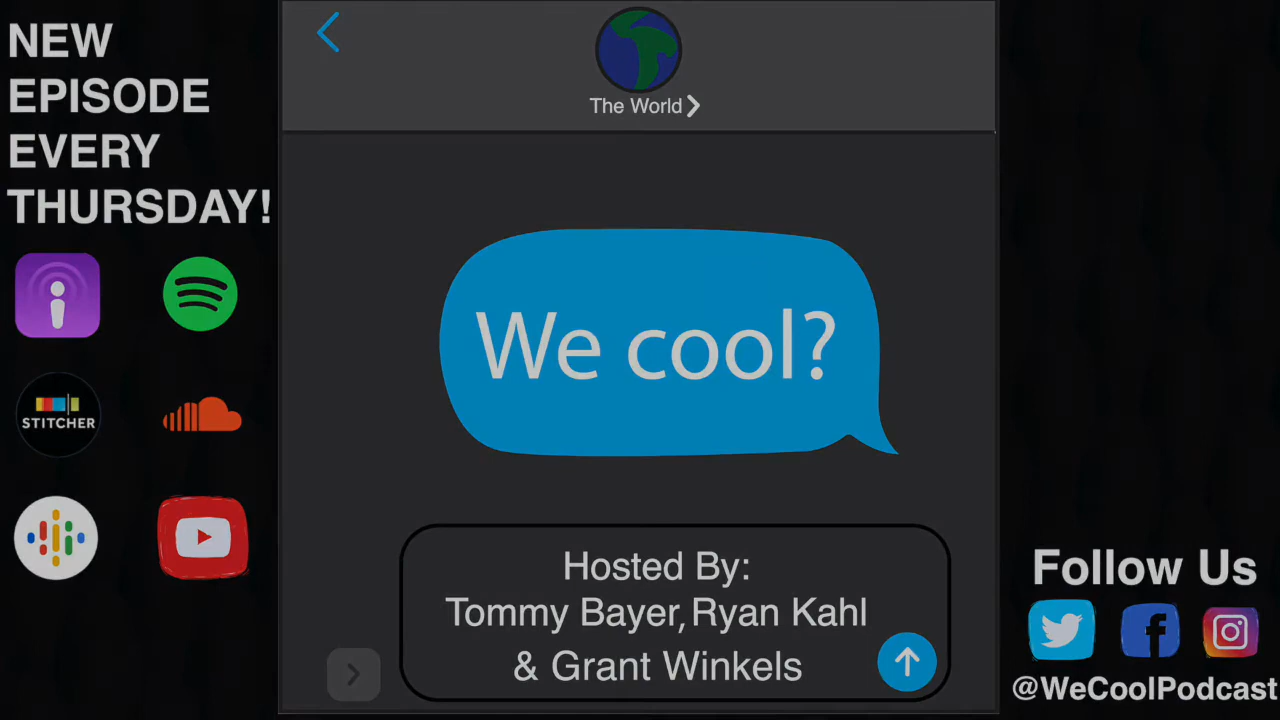 NEW
EPISODE
EVERY
THURSDAY!
STITCHER
The World
We cool?
Hosted By:
Tommy Bayer, Ryan Kahl
& Grant Winkels
Follow Us
@WeCoolPodcast